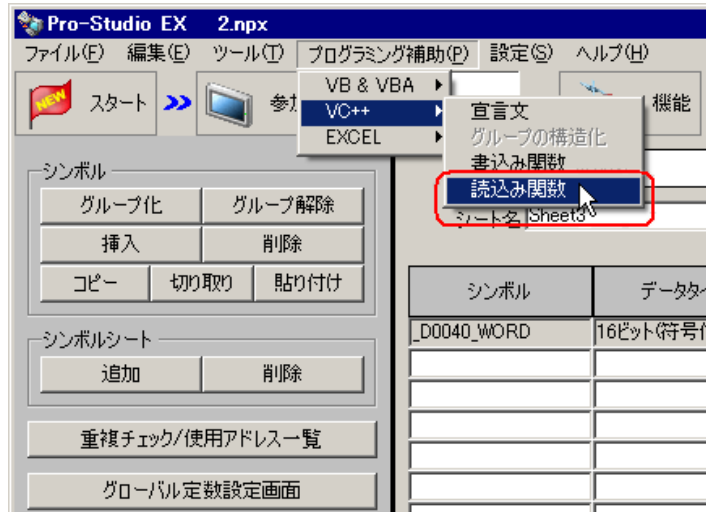 Pro-Studio EX 2.npx
ファイル(F) 編集(E) ツール(T) プログラミング補助(P) 設定(S) ヘルプ(H)
NEW スタート
機能
VB & VBA
VC++
EXCEL
宣言文
グループの構造化
書込み関数
読込み関数
シート名 Sheet3
シンボル
グループ化 グループ解除
挿入 削除
コピー 切り取り 貼り付け
シンボルシート
追加 削除
重複チェック/使用アドレス一覧
グローバル定数設定画面
シンボル
_D0040_WORD 16ビット(符号